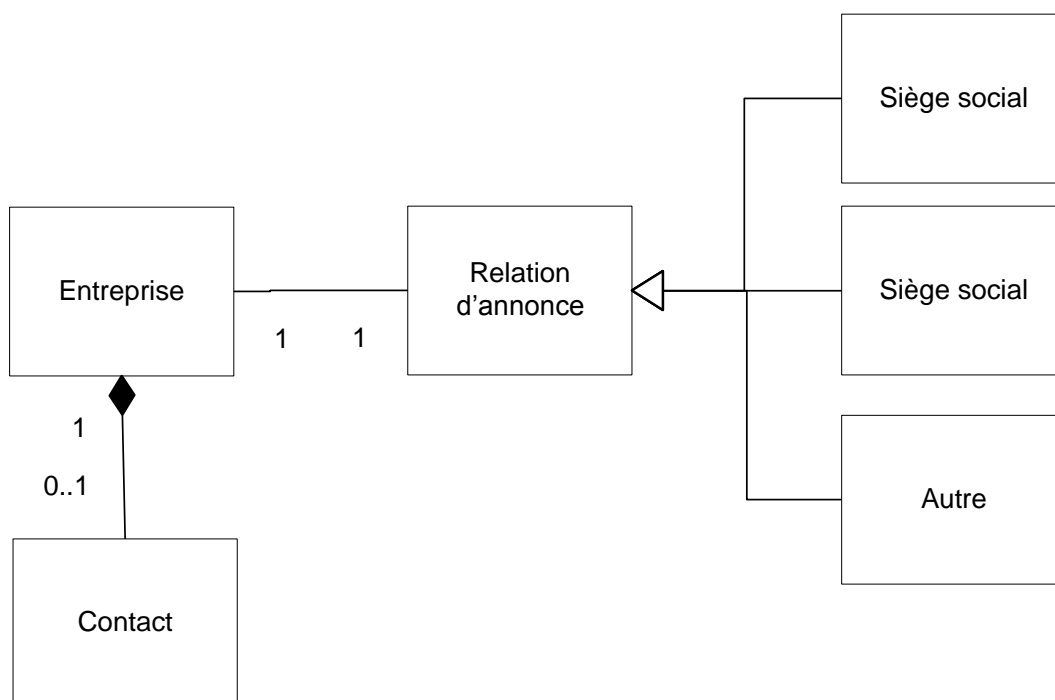 Siège social
Entreprise
Relation
d'annonce
Siège social
1
1
1
0..1
Autre
Contact